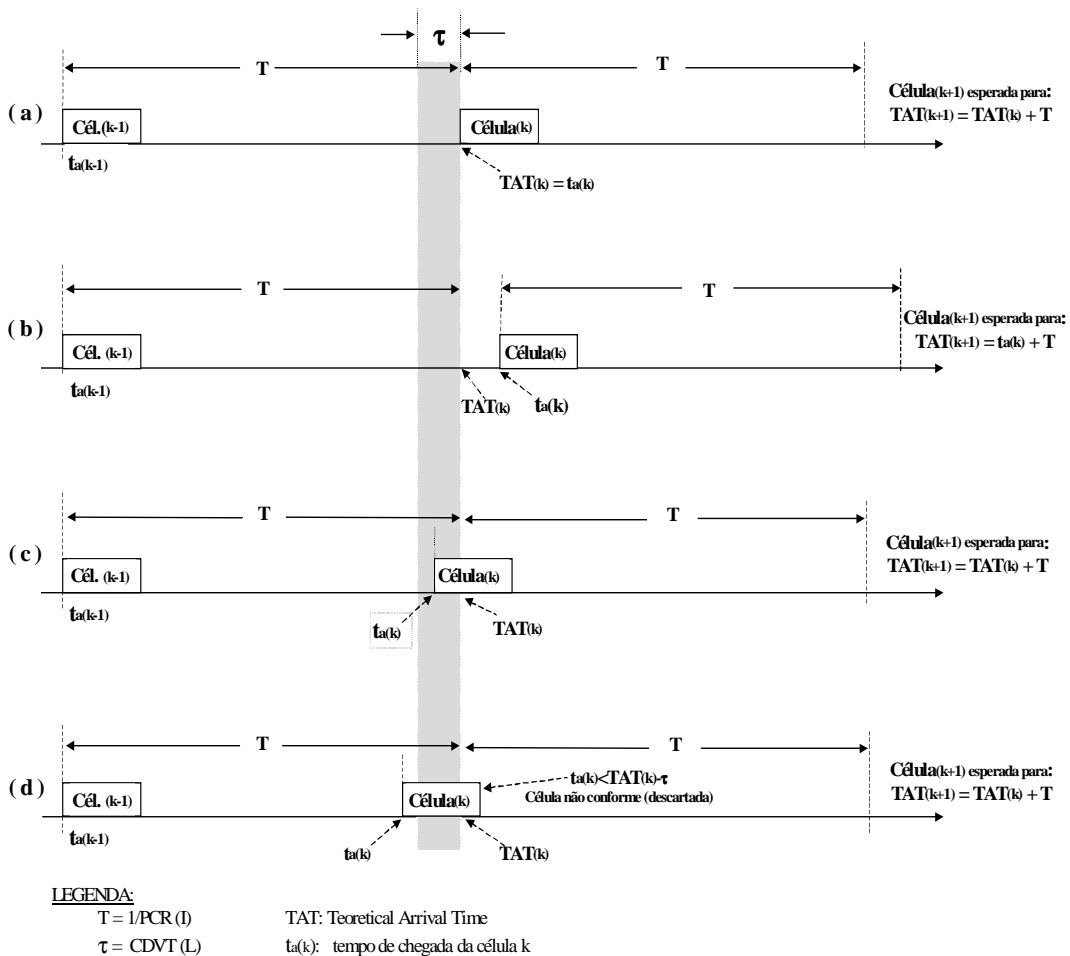 τ
T T
Célula(k+1) esperada para:
TAT(k+1) = TAT(k) + T
(a) Cél.(k-1) Célula(k)
ta(k-1)
TAT(k) = ta(k)
T T
Célula(k+1) esperada para:
TAT(k+1) = ta(k) + T
(b) Cél. (k-1) Célula(k)
ta(k-1) TAT(k) ta(k)
T T
Célula(k+1) esperada para:
TAT(k+1) = TAT(k) + T
(c) Cél. (k-1) Célula(k)
ta(k-1) ta(k) TAT(k)
T T
ta(k)<TAT(k)-τ
Célula não conforme (descartada)
Célula(k+1) esperada para:
TAT(k+1) = TAT(k) + T
(d) Cél. (k-1) Célula(k)
ta(k-1) ta(k) TAT(k)
LEGENDA:
T = 1/PCR (I) TAT: Teoretical Arrival Time
τ = CDVT (L) ta(k): tempo de chegada da célula k